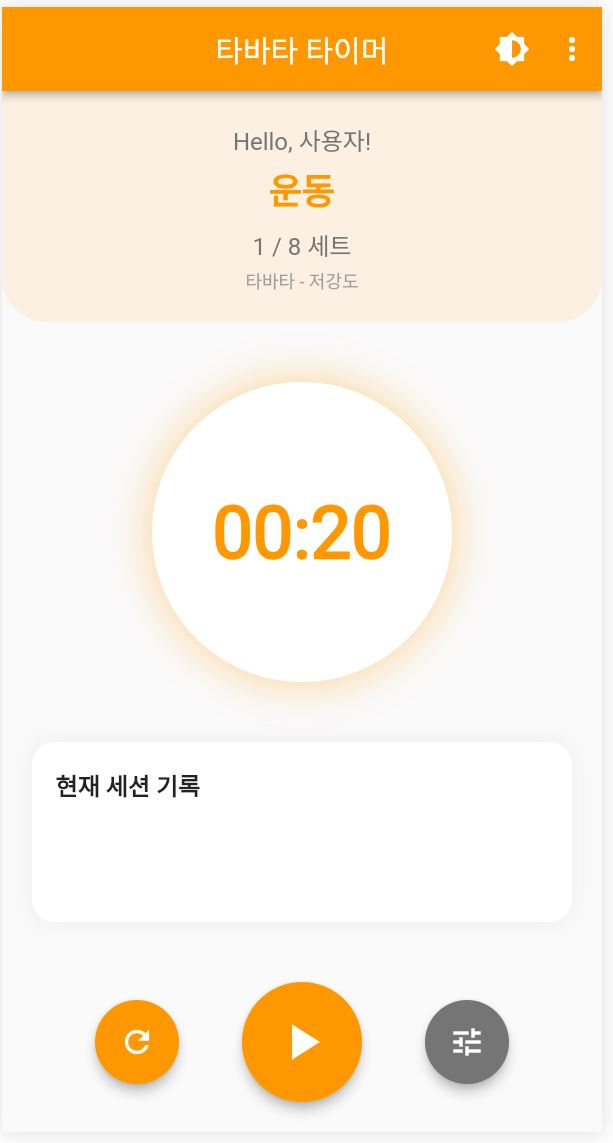 타바타 타이머
Hello, 사용자!
운동
1 / 8 세트
타바타 - 저강도
00:20
현재 세션 기록